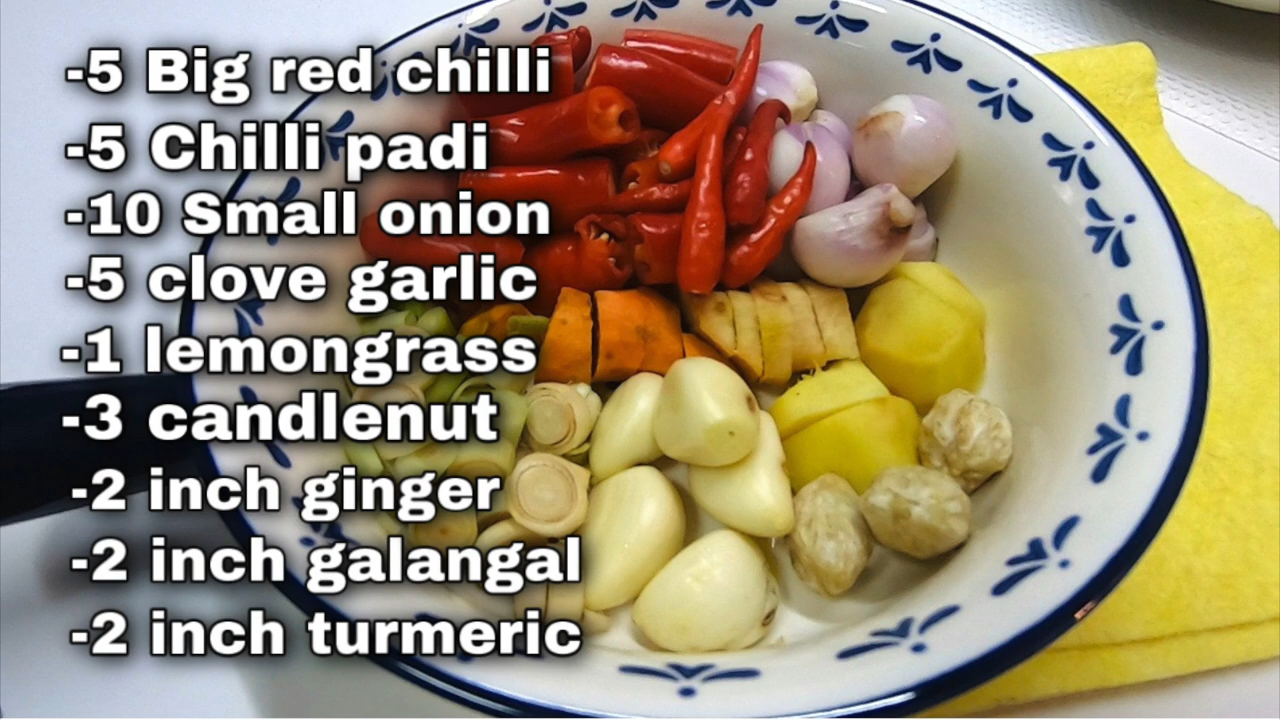 -5 Big red chilli
-5 Chilli padi
-10 Small onion
-5 clove garlic
-1 lemongrass
-3 candlenut
-2 inch ginger
-2 inch galangal
-2 inch turmeric